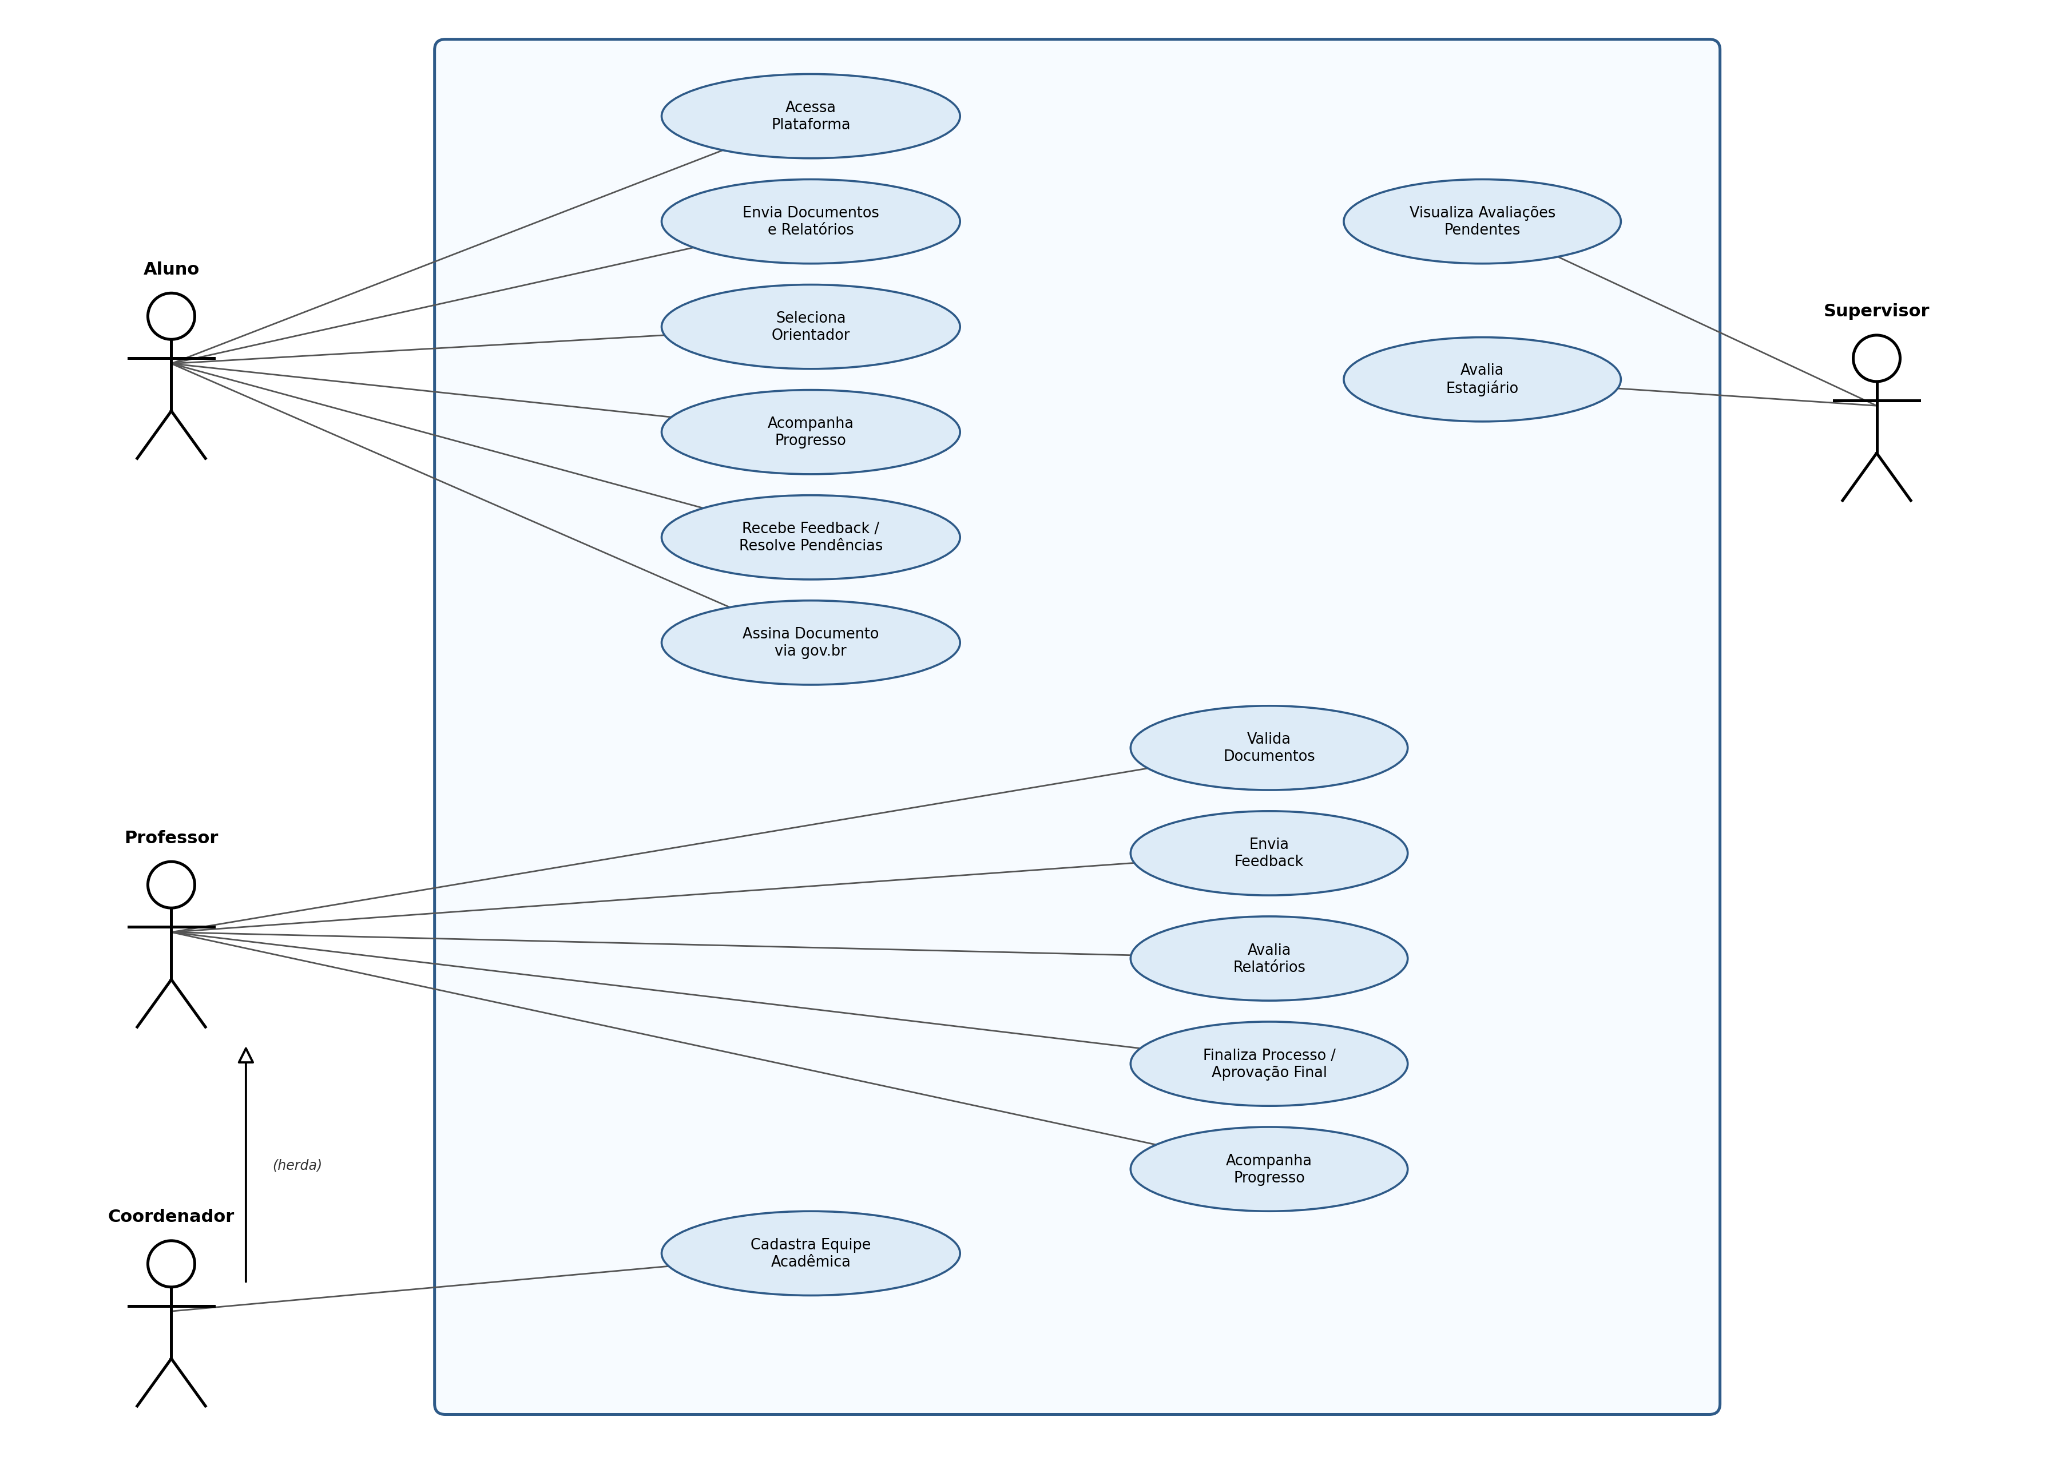 Acessa
Plataforma
Envia Documentos
e Relatórios
Visualiza Avaliações
Pendentes
Aluno
Supervisor
Seleciona
Orientador
Avalia
Estagiário
Acompanha
Progresso
Recebe Feedback /
Resolve Pendências
Assina Documento
via gov.br
Valida
Documentos
Professor
Envia
Feedback
Avalia
Relatórios
Finaliza Processo /
Aprovação Final
(herda)
Acompanha
Progresso
Coordenador
Cadastra Equipe
Acadêmica